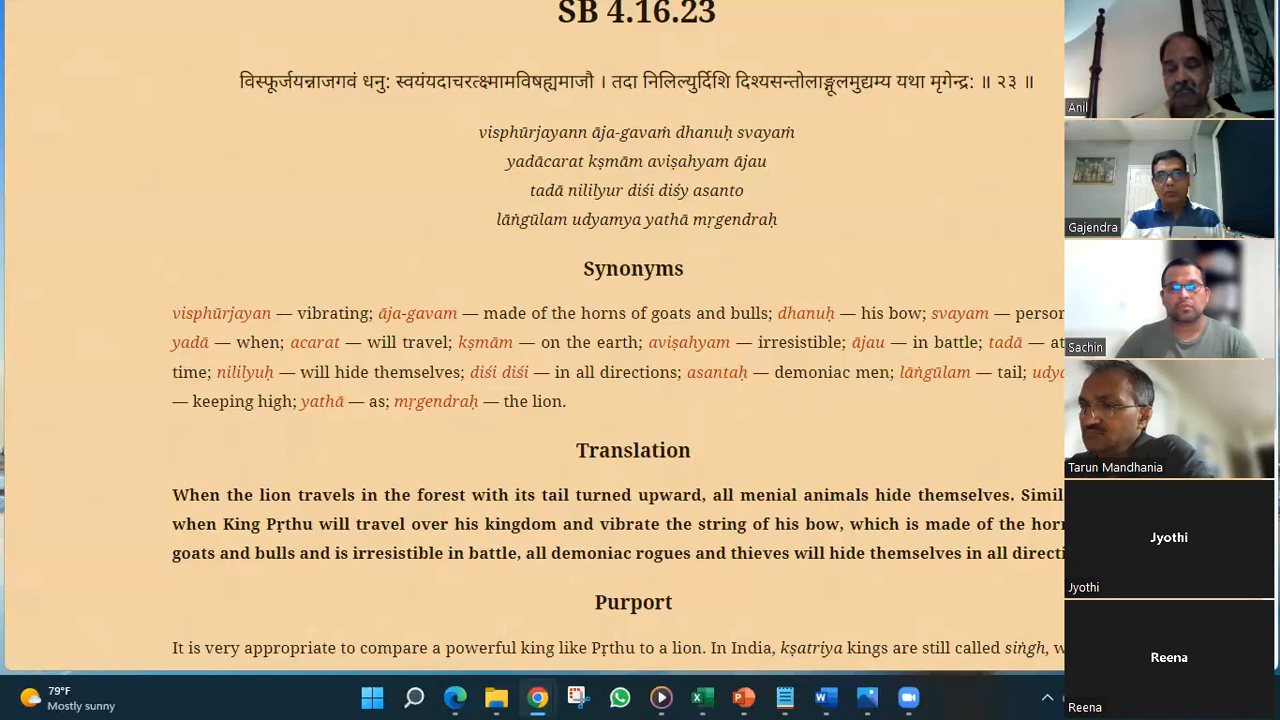 SB 4.16.23
विस्फूर्जयन्नाजगवं धनु: स्वयंयदाचरत्क्ष्मामविषह्यमाजौ । तदा निलिल्युर्दिशि दिश्यसन्तोलाङ्गूलमुद्यम्य यथा मृगेन्द्र: ॥ २३ ॥
visphūrjayann āja-gavaṁ dhanuḥ svayaṁ
yadācarat kṣmām aviṣahyam ājau
tadā nililyur diśi diśy asanto
lāṅgūlam udyamya yathā mṛgendraḥ
Synonyms
visphūrjayan — vibrating; āja-gavam — made of the horns of goats and bulls; dhanuḥ — his bow; svayam — person
yadā — when; acarat — will travel; kṣmām — on the earth; aviṣahyam — irresistible; ājau — in battle; tadā — at
time; nililyuḥ — will hide themselves; diśi diśi — in all directions; asantaḥ — demoniac men; lāṅgūlam — tail; udya
— keeping high; yathā — as; mṛgendraḥ — the lion.
Translation
When the lion travels in the forest with its tail turned upward, all menial animals hide themselves. Simil
when King Pṛthu will travel over his kingdom and vibrate the string of his bow, which is made of the horn
goats and bulls and is irresistible in battle, all demoniac rogues and thieves will hide themselves in all directi
Purport
It is very appropriate to compare a powerful king like Pṛthu to a lion. In India, kṣatriya kings are still called siṅgh, w
Anil
Gajendra
Sachin
Tarun Mandhania
Jyothi
Jyothi
Reena
Reena
79°F
Mostly sunny